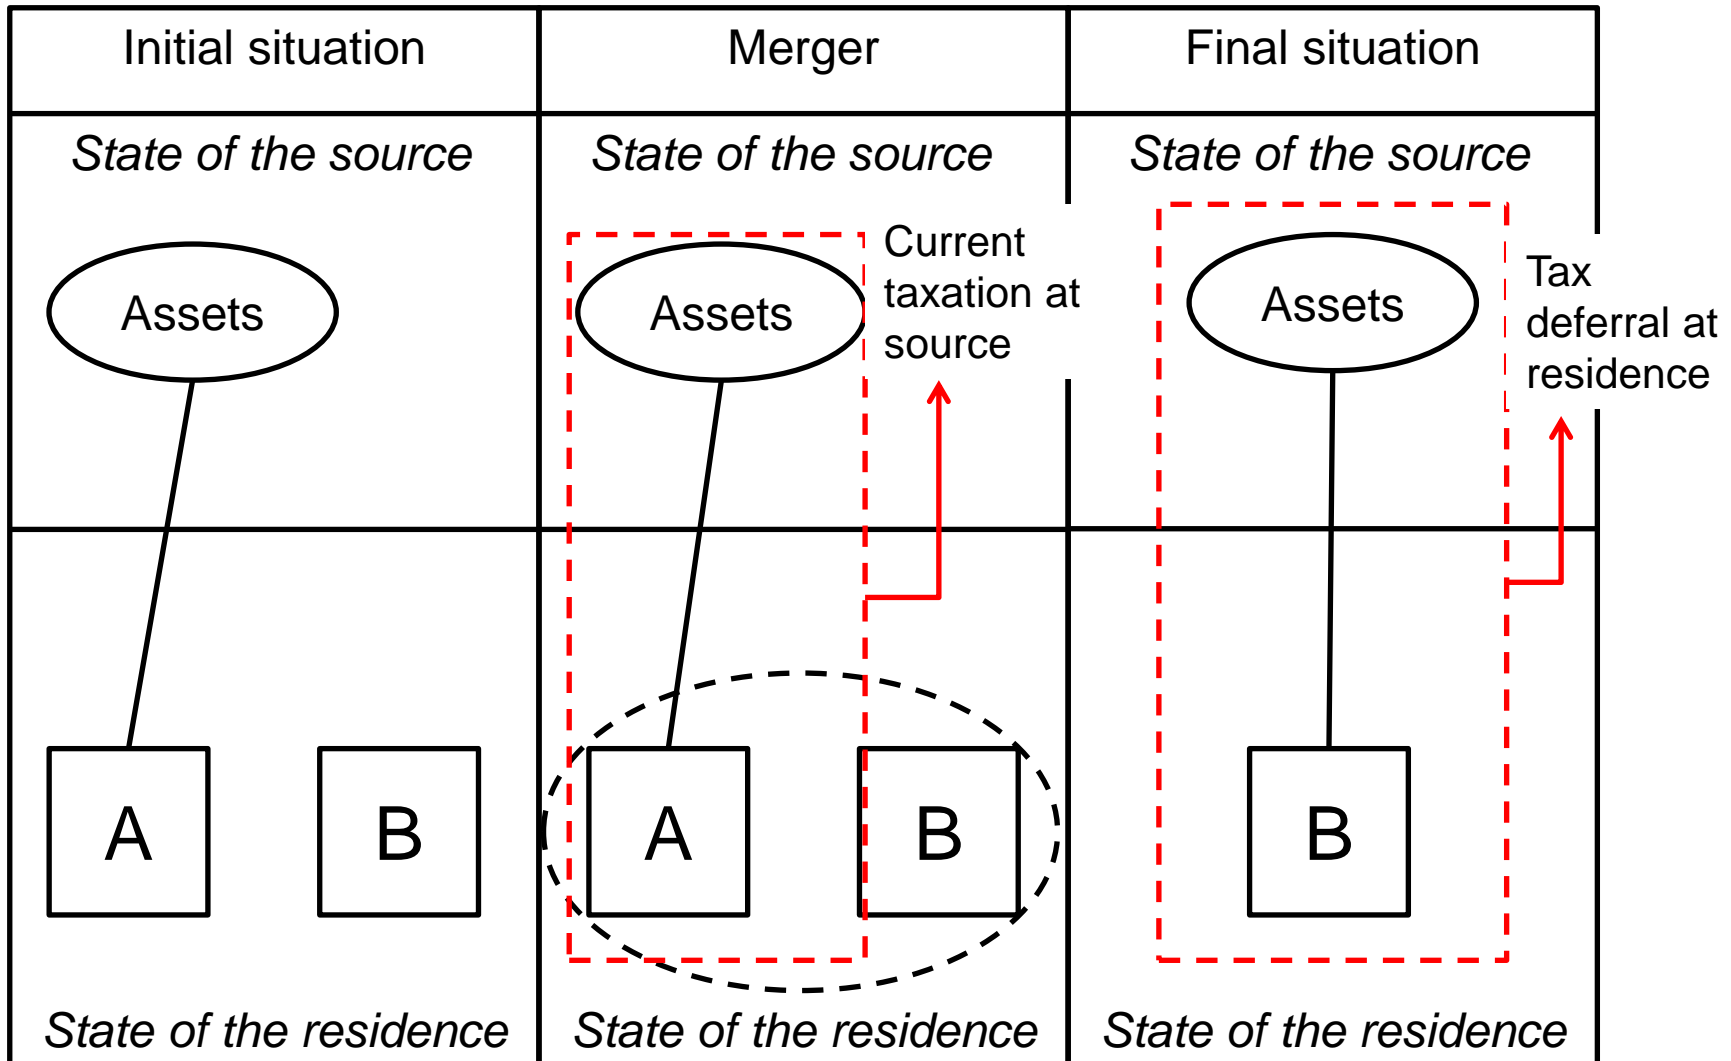 Initial situation
Merger
Final situation
State of the source
State of the source
State of the source
Assets
Assets
Current
taxation at
source
Assets
Tax
deferral at
residence
A
B
A
B
B
State of the residence
State of the residence
State of the residence